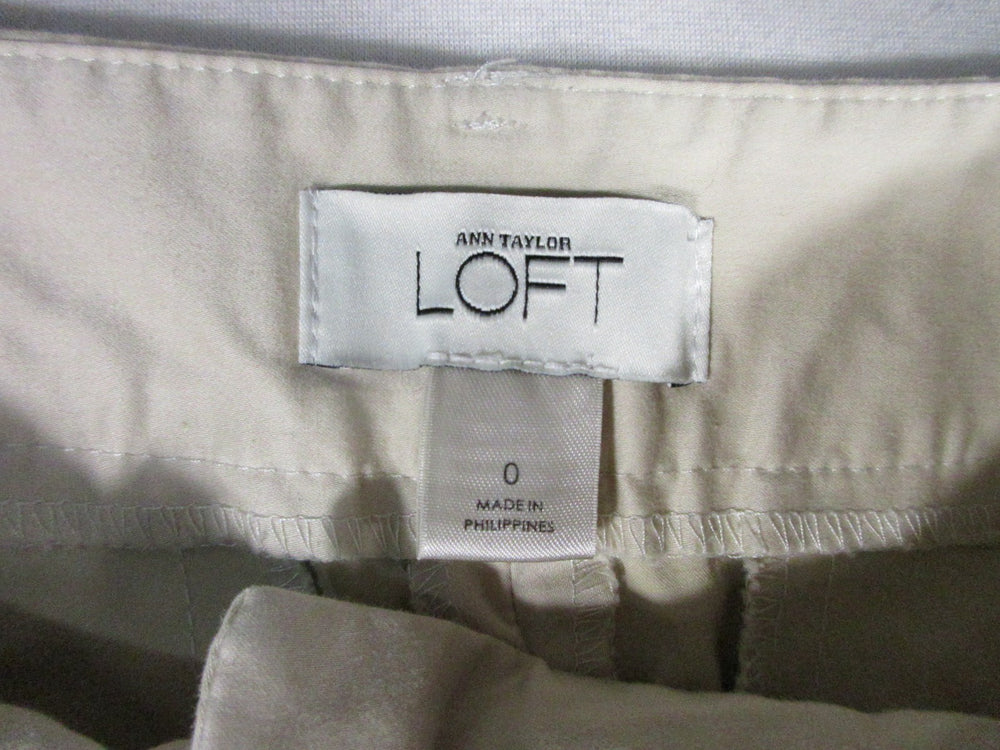 ANN TAYLOR
LOFT
0
MADE IN
PHILIPPINES